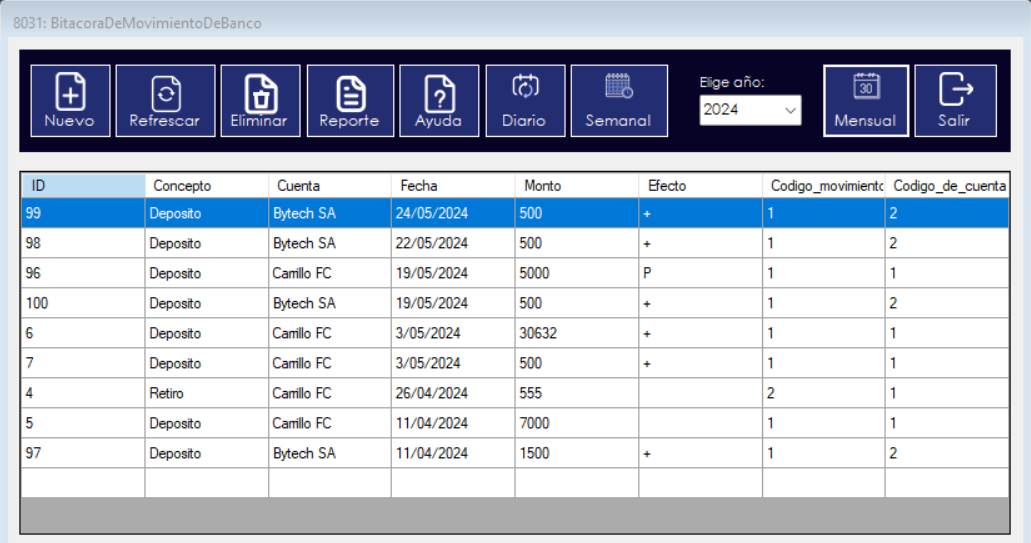 8031: BitacoraDeMovimientoDeBanco
Nuevo Refrescar Eliminar Reporte Ayuda Diario Semanal Elige año: 2024 30 Mensual Salir
ID Concepto Cuenta Fecha Monto Efecto Codigo_movimientc Codigo_de_cuenta
99 Deposito Bytech SA 24/05/2024 500 + 1 2
98 Deposito Bytech SA 22/05/2024 500 + 1 2
96 Deposito Carrillo FC 19/05/2024 5000 P 1 1
100 Deposito Bytech SA 19/05/2024 500 + 1 2
6 Deposito Carrillo FC 3/05/2024 30632 + 1 1
7 Deposito Carrillo FC 3/05/2024 500 + 1 1
4 Retiro Carrillo FC 26/04/2024 555 2 1
5 Deposito Carrillo FC 11/04/2024 7000 1 1
97 Deposito Bytech SA 11/04/2024 1500 + 1 2